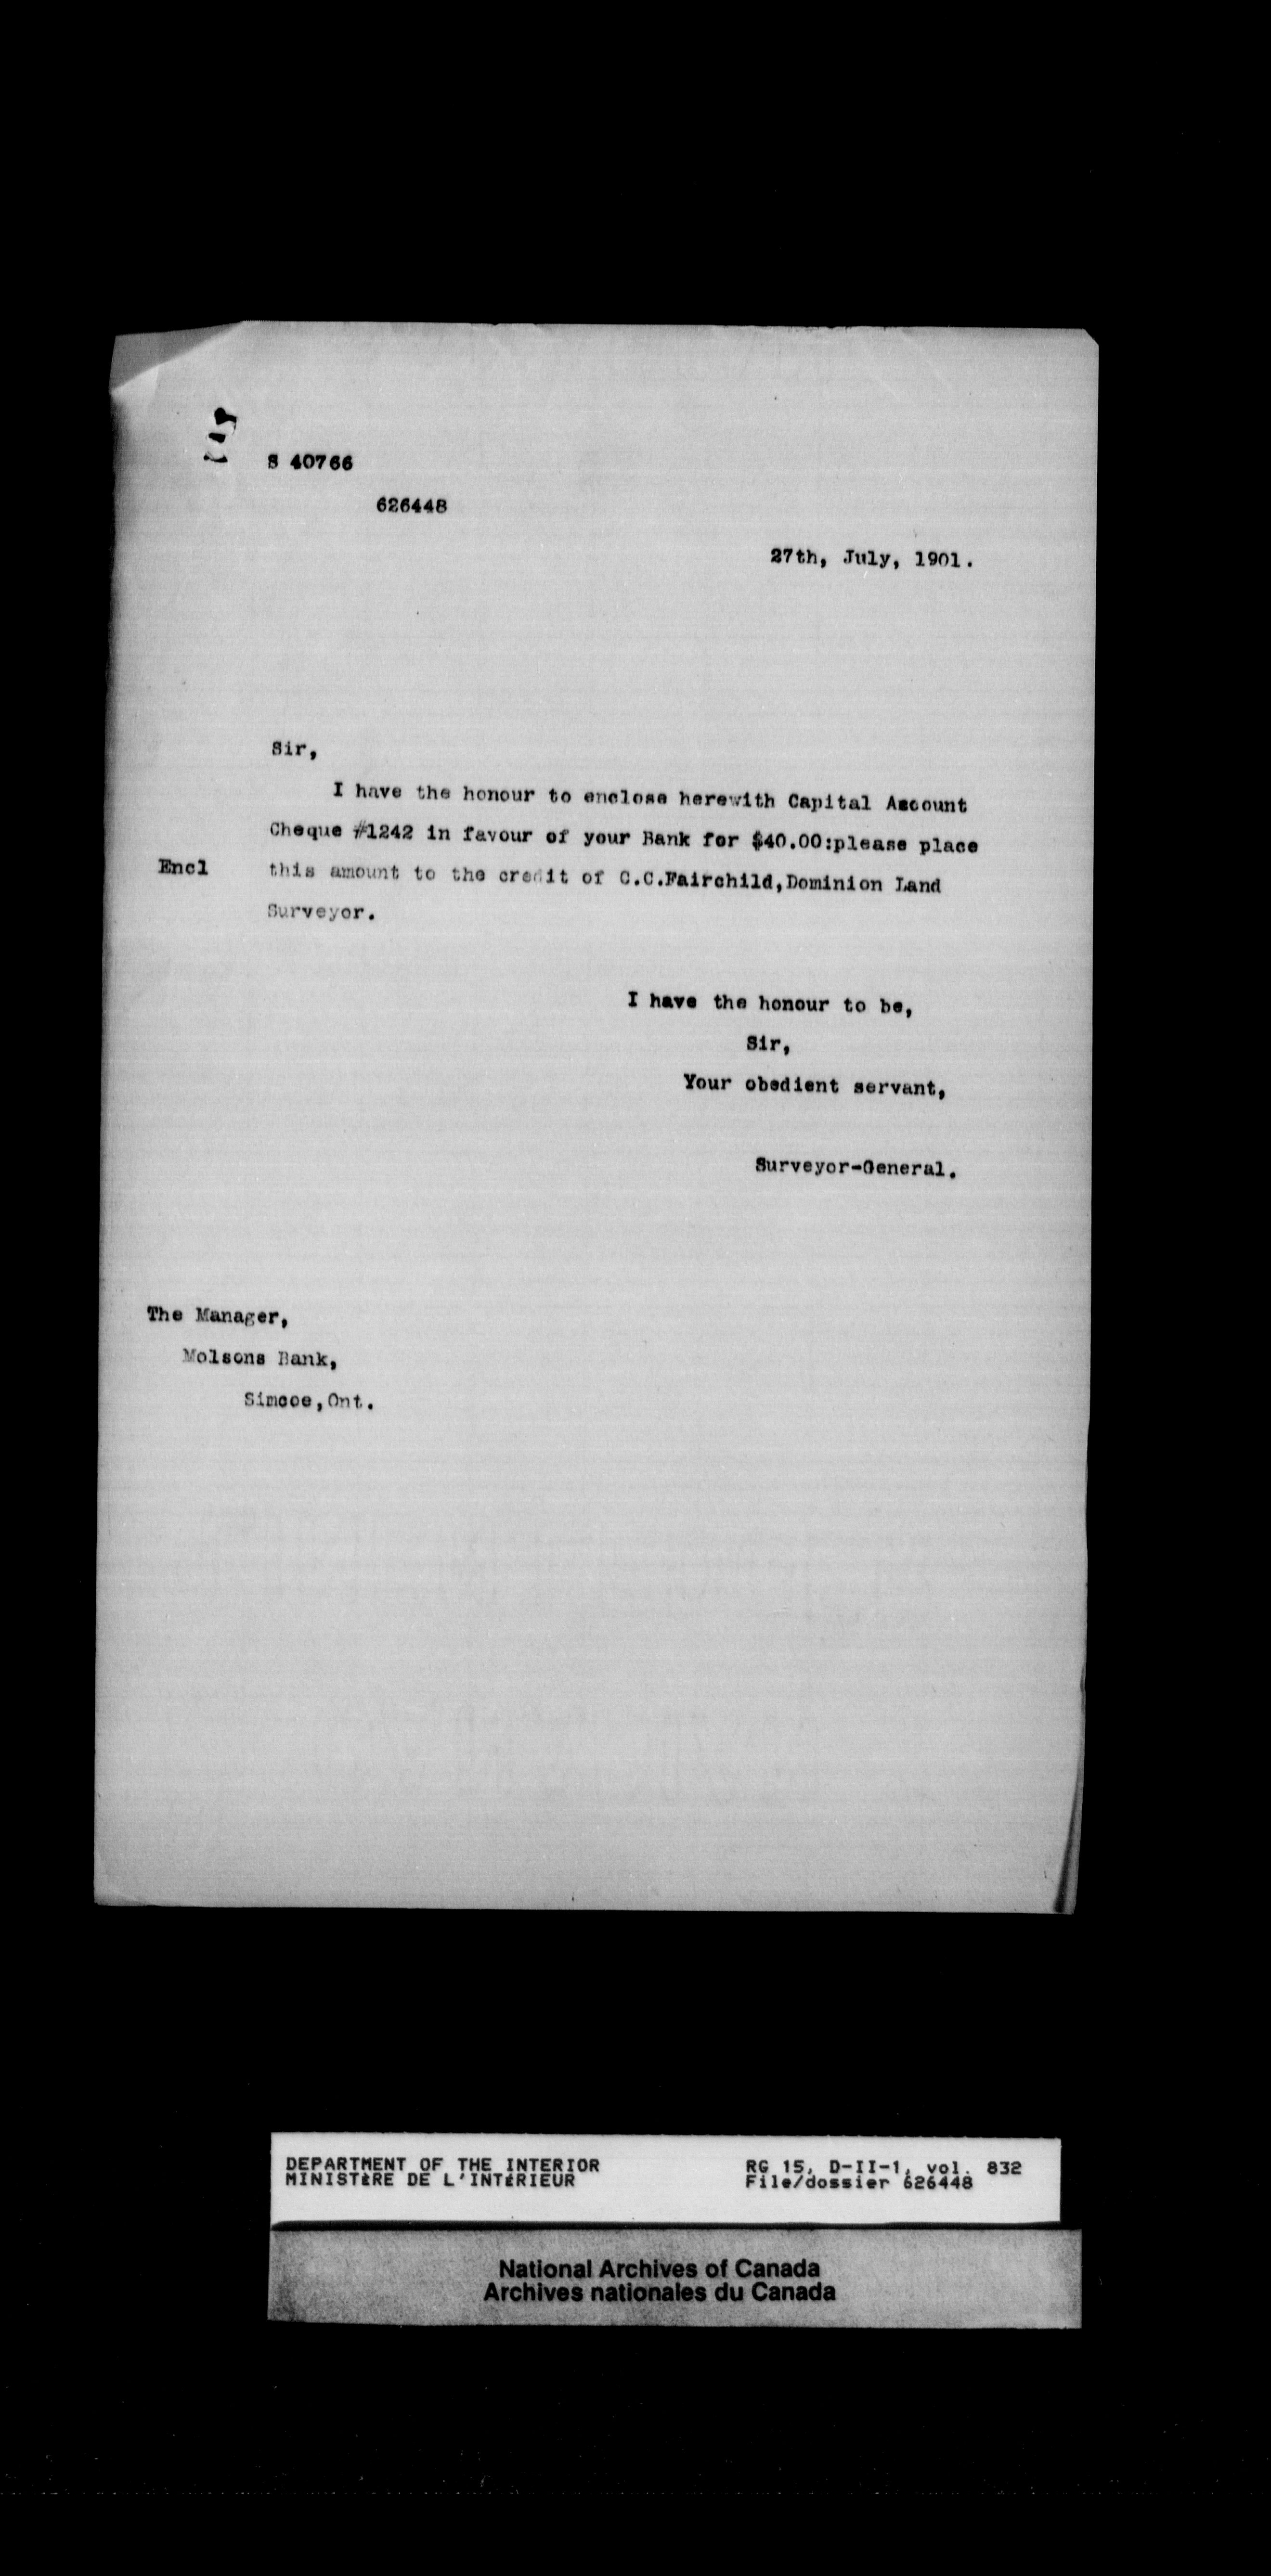 S 40766
626448
27th, July, 1901.
Sir,
I have the honour to enclose herewith Capital Account
Cheque #1242 in favour of your Bank for $40.00:please place
Encl this amount to the credit of C.C.Fairchild,Dominion Land
Surveyor.
I have the honour to be,
Sir,
Your obedient servant,
Surveyor-General.
The Manager,
Molsons Bank,
Simcoe,Ont.
DEPARTMENT OF THE INTERIOR RG 15, D-II-1, vol. 832
MINISTÈRE DE L'INTÉRIEUR File/dossier 626448
National Archives of Canada
Archives nationales du Canada